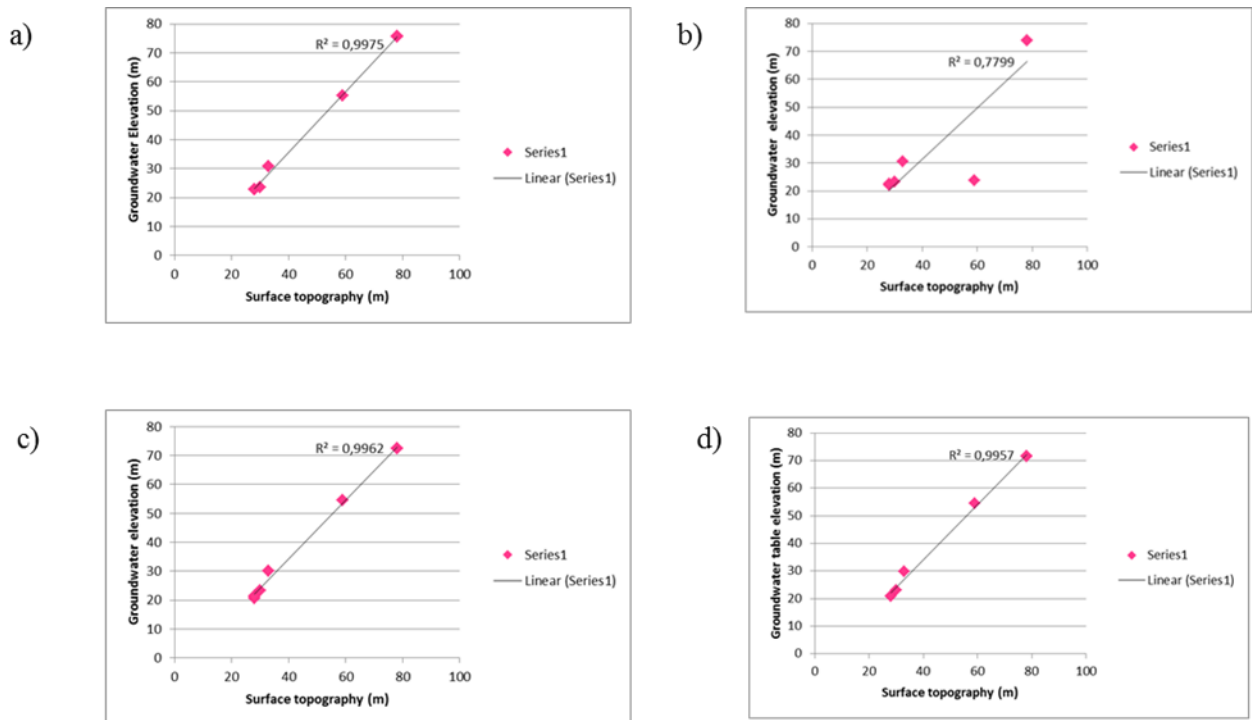 a)
80
70
60
50
40
30
20
10
0
Groundwater Elevation (m)
R² = 0,9975
0 20 40 60 80 100
Surface topography (m)
Series1
Linear (Series1)
b)
80
70
60
50
40
30
20
10
0
Groundwater elevation (m)
R² = 0,7799
0 20 40 60 80 100
Surface topography (m)
Series1
Linear (Series1)
c)
80
70
60
50
40
30
20
10
0
Groundwater elevation (m)
R² = 0,9962
0 20 40 60 80 100
Surface topography (m)
Series1
Linear (Series1)
d)
80
70
60
50
40
30
20
10
0
Groundwater table elevation (m)
R² = 0,9957
0 20 40 60 80 100
Surface topography (m)
Series1
Linear (Series1)